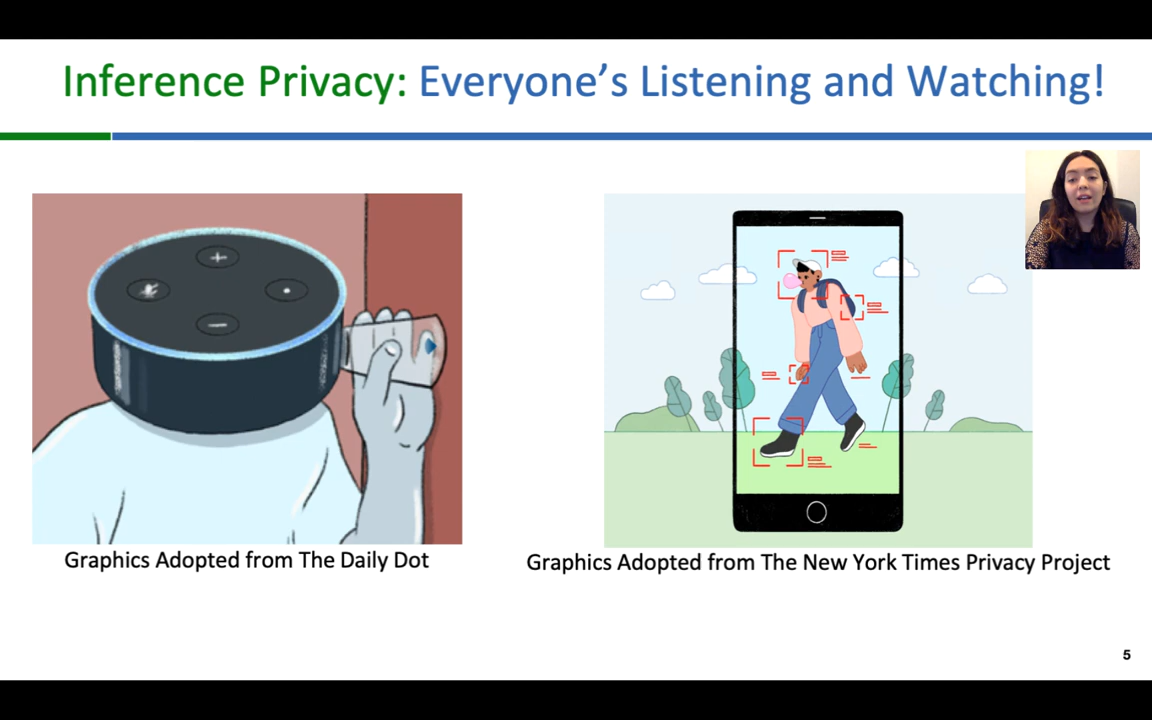 Inference Privacy: Everyone's Listening and Watching!
Graphics Adopted from The Daily Dot
Graphics Adopted from The New York Times Privacy Project
5